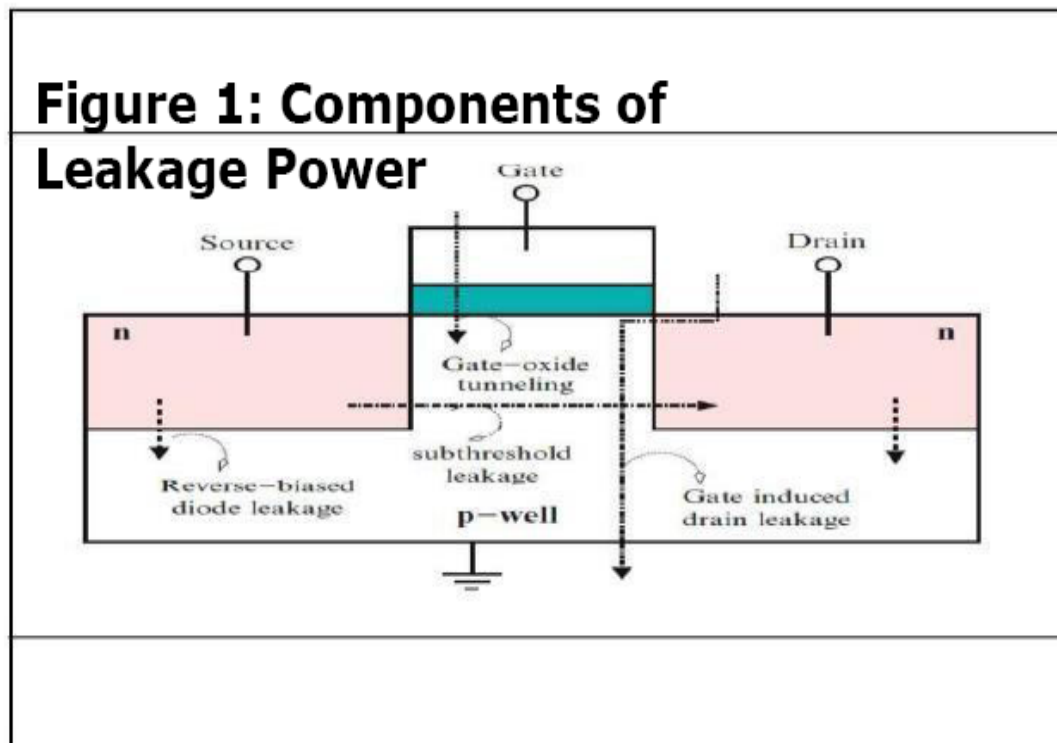 Figure 1: Components of
Leakage Power
Gate
Source
Drain
n
n
Gate-oxide
tunneling
subthreshold
leakage
Reverse-biased
diode leakage
p-well
Gate induced
drain leakage